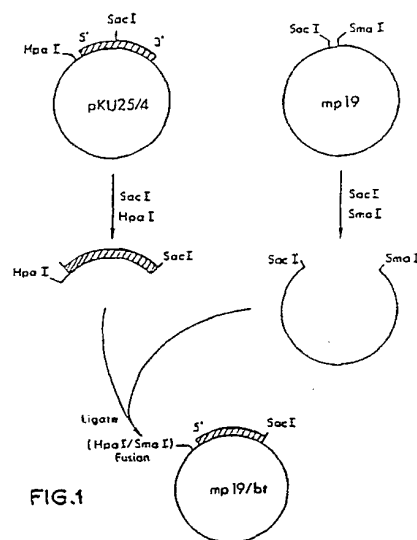 Sac I
5'
3'
Hpa I
pKU25/4
Sac I
Sma I
mp19
Sac I
Hpa I
Sac I
Sma I
Hpa I
Sac I
Sac I
Sma I
Ligate
(Hpa I/Sma I)
Fusion
5'
Sac I
mp19/bt
FIG.1